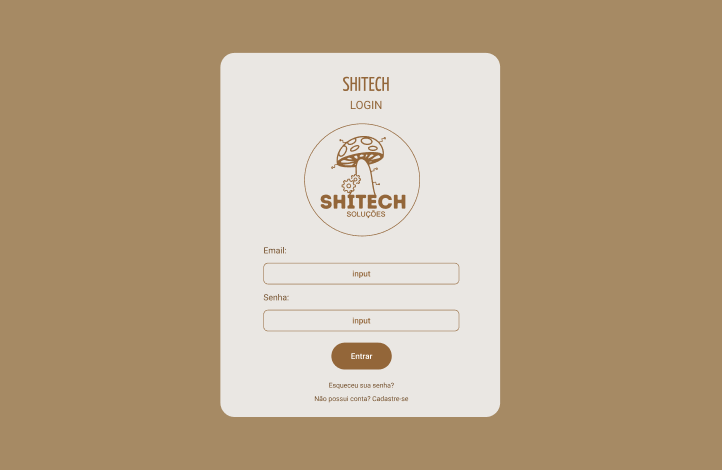 SHITECH
LOGIN
SHITECH
SOLUÇÕES
Email:
input
Senha:
input
Entrar
Esqueceu sua senha?
Não possui conta? Cadastre-se